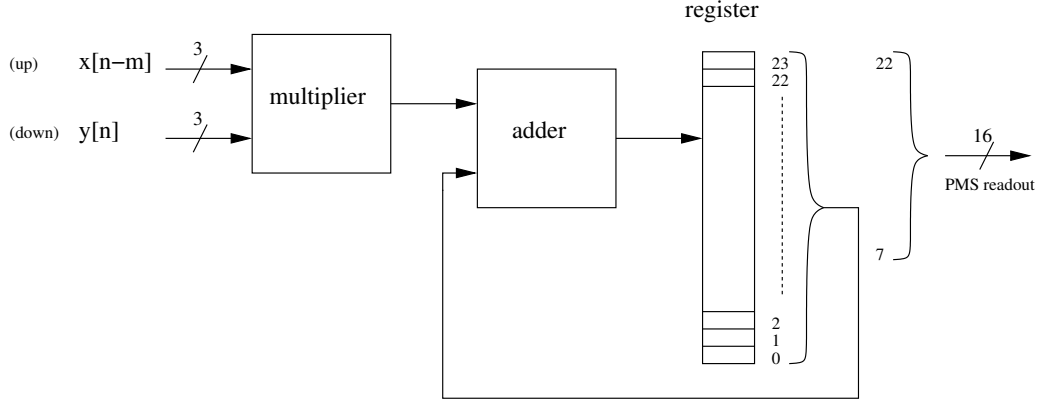 register
(up) x[n−m] 3
(down) y[n] 3
multiplier
adder
23
22
2
1
0
22
7
16
PMS readout